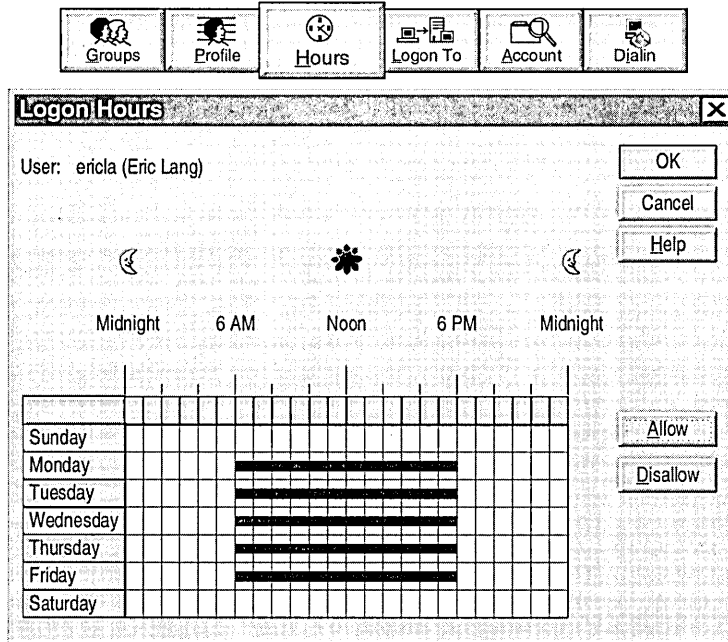 Groups Profile Hours Logon To Account Dialin
Logon Hours
User: ericla (Eric Lang)
OK
Cancel
Help
Midnight 6 AM Noon 6 PM Midnight
Sunday
Monday
Tuesday
Wednesday
Thursday
Friday
Saturday
Allow
Disallow